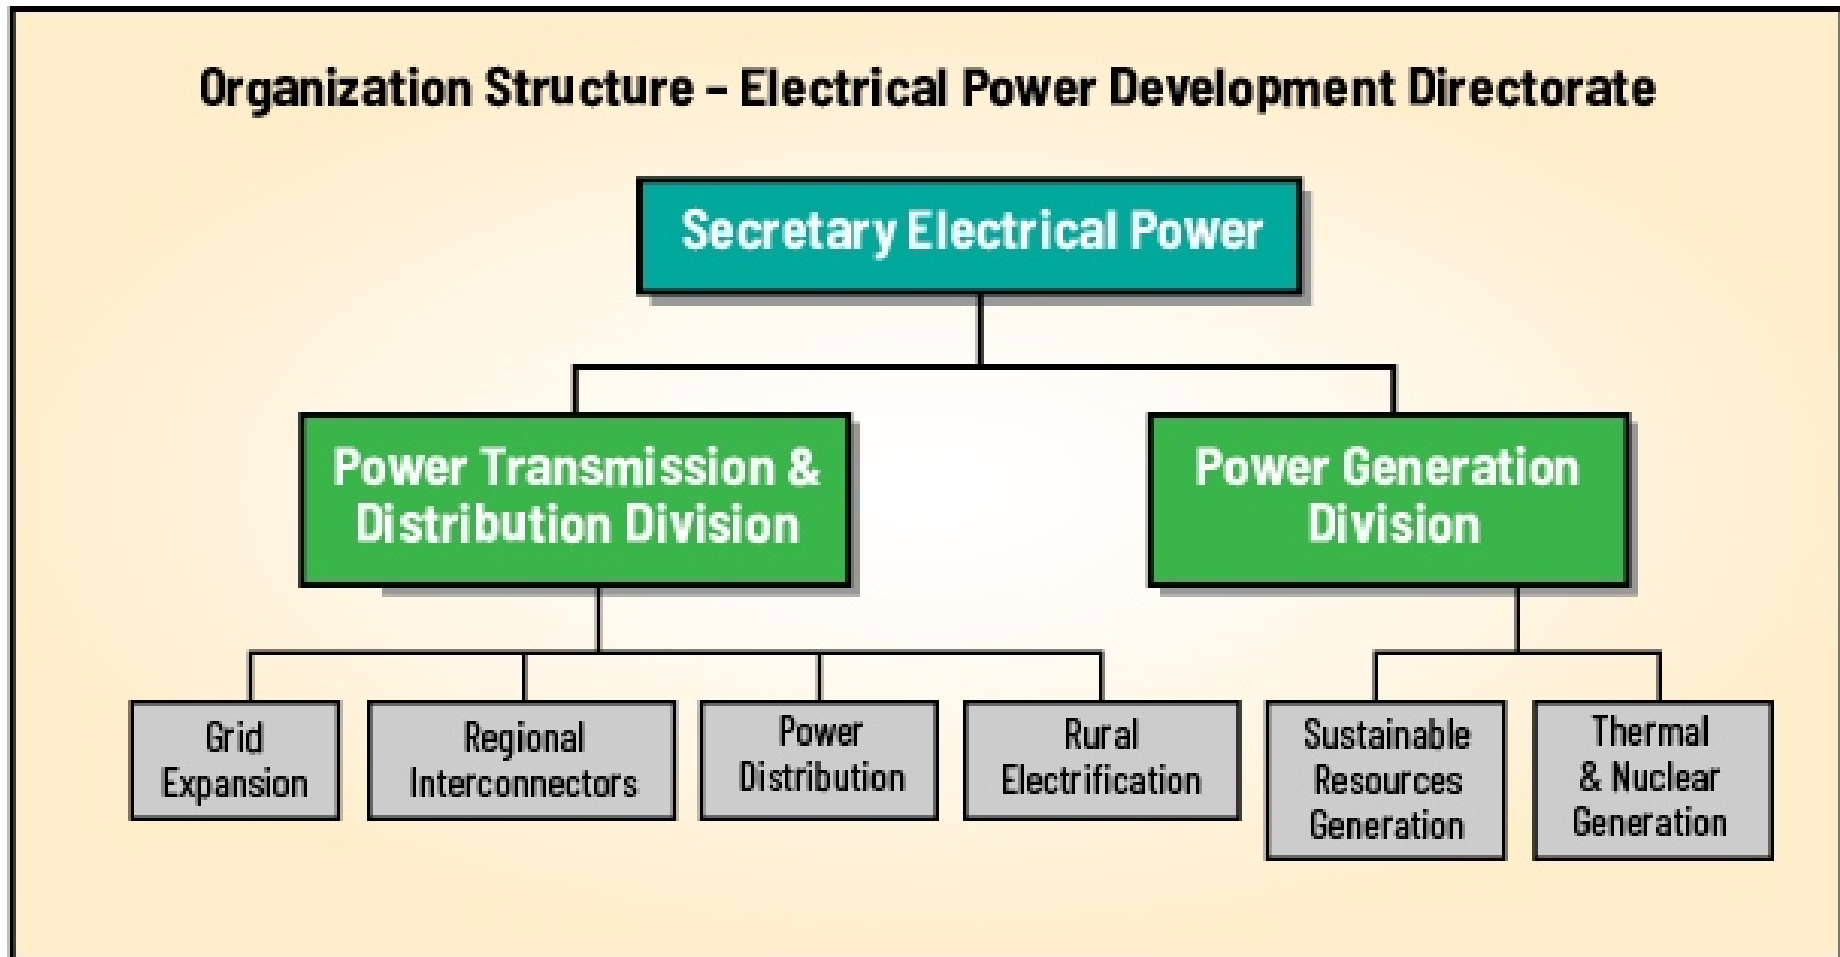 Organization Structure – Electrical Power Development Directorate
Secretary Electrical Power
Power Transmission &
Distribution Division
Power Generation
Division
Grid
Expansion
Regional
Interconnectors
Power
Distribution
Rural
Electrification
Sustainable
Resources
Generation
Thermal
& Nuclear
Generation